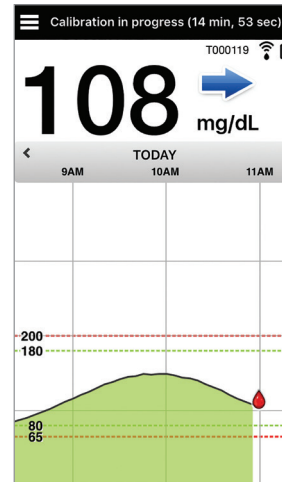 Calibration in progress (14 min, 53 sec)
T000119
108
mg/dL
TODAY
9AM 10AM 11AM
200
180
80
65